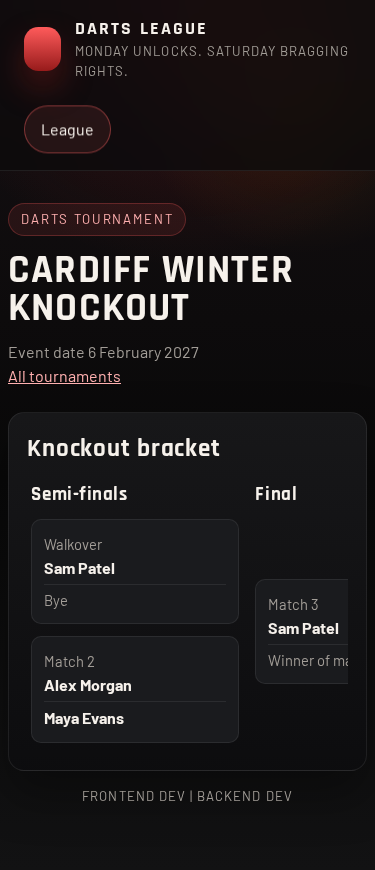 DARTS LEAGUE
MONDAY UNLOCKS. SATURDAY BRAGGING
RIGHTS.
League
DARTS TOURNAMENT
CARDIFF WINTER
KNOCKOUT
Event date 6 February 2027
All tournaments
Knockout bracket
Semi-finals
Walkover
Sam Patel
Bye
Match 2
Alex Morgan
Maya Evans
Final
Match 3
Sam Patel
Winner of
FRONTEND DEV | BACKEND DEV